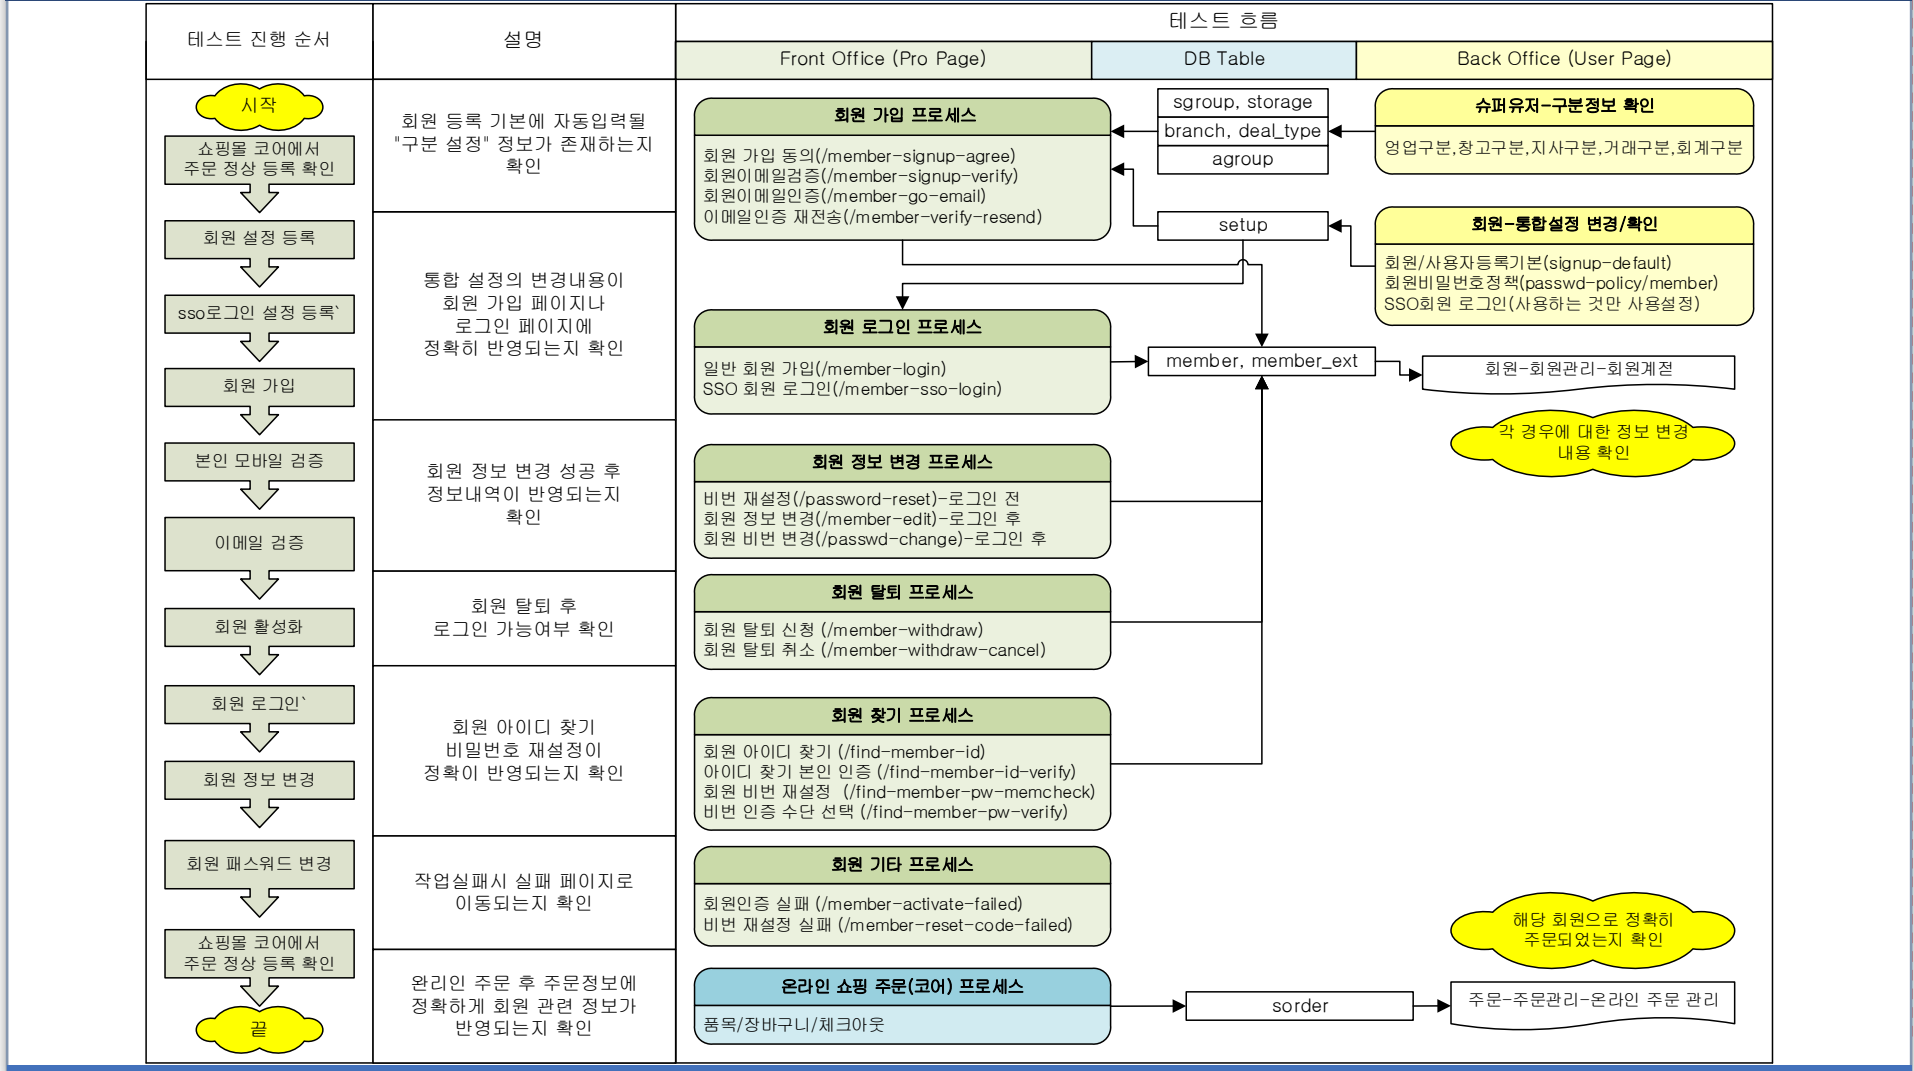 테스트 진행 순서
설명
테스트 흐름
Front Office (Pro Page)
DB Table
Back Office (User Page)
시작
쇼핑몰 코어에서
주문 정상 등록 확인
회원 설정 등록
sso로그인 설정 등록`
회원 가입
본인 모바일 검증
이메일 검증
회원 활성화
회원 로그인`
회원 정보 변경
회원 패스워드 변경
쇼핑몰 코어에서
주문 정상 등록 확인
끝
회원 등록 기본에 자동입력될
"구분 설정" 정보가 존재하는지
확인
통합 설정의 변경내용이
회원 가입 페이지나
로그인 페이지에
정확히 반영되는지 확인
회원 정보 변경 성공 후
정보내역이 반영되는지
확인
회원 탈퇴 후
로그인 가능여부 확인
회원 아이디 찾기
비밀번호 재설정이
정확이 반영되는지 확인
작업실패시 실패 페이지로
이동되는지 확인
완리인 주문 후 주문정보에
정확하게 회원 관련 정보가
반영되는지 확인
회원 가입 프로세스
회원 가입 동의(/member-signup-agree)
회원이메일검증(/member-signup-verify)
회원이메일인증(/member-go-email)
이메일인증 재전송(/member-verify-resend)
sgroup, storage
branch, deal_type
agroup
슈퍼유저-구분정보 확인
영업구분,창고구분,지사구분,거래구분,회계구분
setup
회원-통합설정 변경/확인
회원/사용자등록기본(signup-default)
회원비밀번호정책(passwd-policy/member)
SSO회원 로그인(사용하는 것만 사용설정)
회원 로그인 프로세스
일반 회원 가입(/member-login)
SSO 회원 로그인(/member-sso-login)
member, member_ext
회원-회원관리-회원계젇
각 경우에 대한 정보 변경
내용 확인
회원 정보 변경 프로세스
비번 재설정(/password-reset)-로그인 전
회원 정보 변경(/member-edit)-로그인 후
회원 비번 변경(/passwd-change)-로그인 후
회원 탈퇴 프로세스
회원 탈퇴 신청 (/member-withdraw)
회원 탈퇴 취소 (/member-withdraw-cancel)
회원 찾기 프로세스
회원 아이디 찾기 (/find-member-id)
아이디 찾기 본인 인증 (/find-member-id-verify)
회원 비번 재설정  (/find-member-pw-memcheck)
비번 인증 수단 선택 (/find-member-pw-verify)
회원 기타 프로세스
회원인증 실패 (/member-activate-failed)
비번 재설정 실패 (/member-reset-code-failed)
해당 회원으로 정확히
주문되었는지 확인
온라인 쇼핑 주문(코어) 프로세스
품목/장바구니/체크아웃
sorder
주문-주문관리-온라인 주문 관리